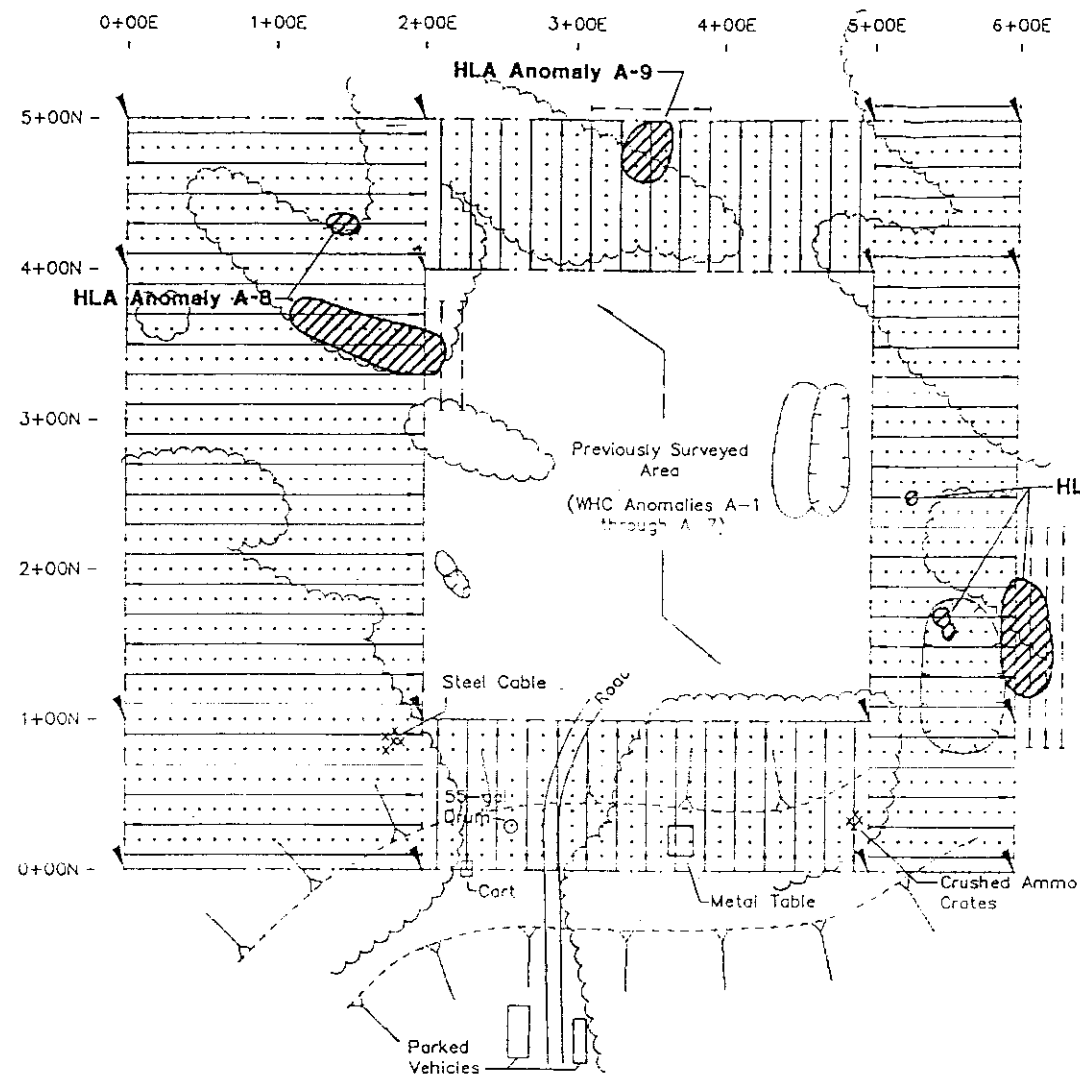 0+00E 1+00E 2+00E 3+00E 4+00E 5+00E 6+00E
HLA Anomaly A-9
5+00N
4+00N
HLA Anomaly A-8
3+00N
Previously Surveyed
Area
(WHC Anomalies A-1
through A-7)
HL
2+00N
Steel Cable
Road
1+00N
Drum
0+00N
Cart
Metal Table
Crushed Ammo
Crates
Parked
Vehicles